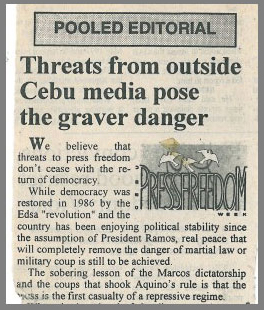 POOLED EDITORIAL
Threats from outside
Cebu media pose
the graver danger
We believe that
threats to press freedom
don't cease with the re-
turn of democracy.
While democracy was
restored in 1986 by the
Edsa "revolution" and the
PRESS FREEDOM
WEEK
country has been enjoying political stability since
the assumption of President Ramos, real peace that
will completely remove the danger of martial law or
military coup is still to be achieved.
The sobering lesson of the Marcos dictatorship
and the coups that shook Aquino's rule is that the
press is the first casualty of a repressive regime.